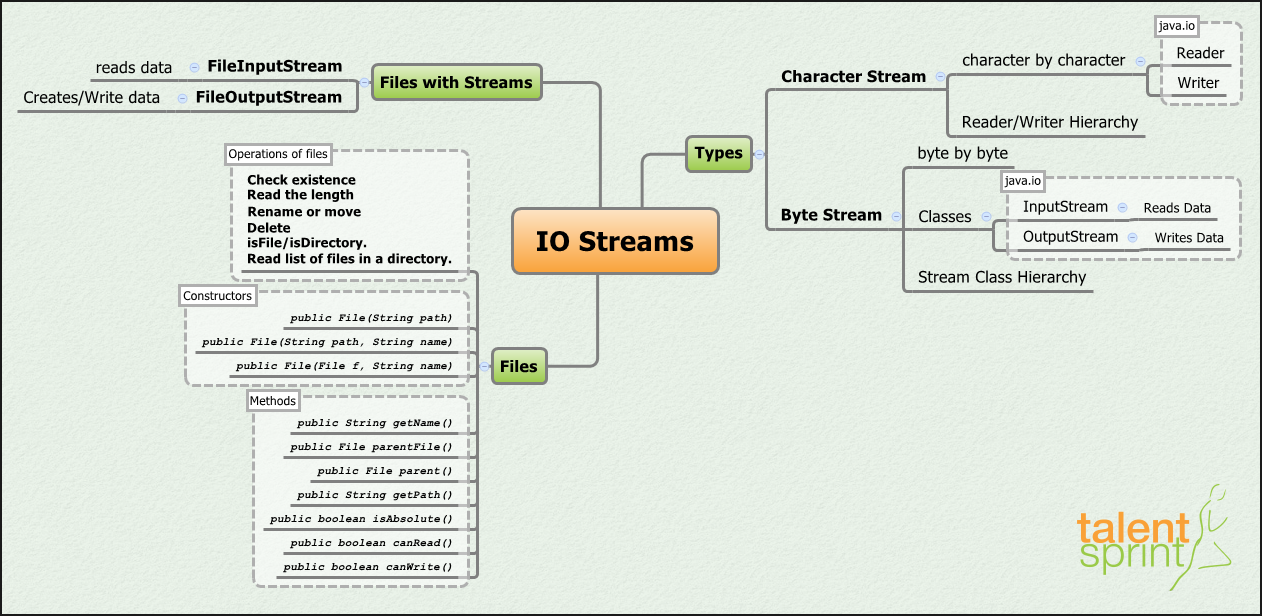 IO Streams
Types
Character Stream
character by character
java.io
Reader
Writer
Reader/Writer Hierarchy
Byte Stream
byte by byte
Classes
java.io
InputStream
Reads Data
OutputStream
Writes Data
Stream Class Hierarchy
Files with Streams
FileInputStream
reads data
FileOutputStream
Creates/Write data
Files
Operations of files
Check existence
Read the length
Rename or move
Delete
isFile/isDirectory.
Read list of files in a directory.
Constructors
public File(String path)
public File(String path, String name)
public File(File f, String name)
Methods
public String getName()
public File parentFile()
public File parent()
public String getPath()
public boolean isAbsolute()
public boolean canRead()
public boolean canWrite()
talent
sprint